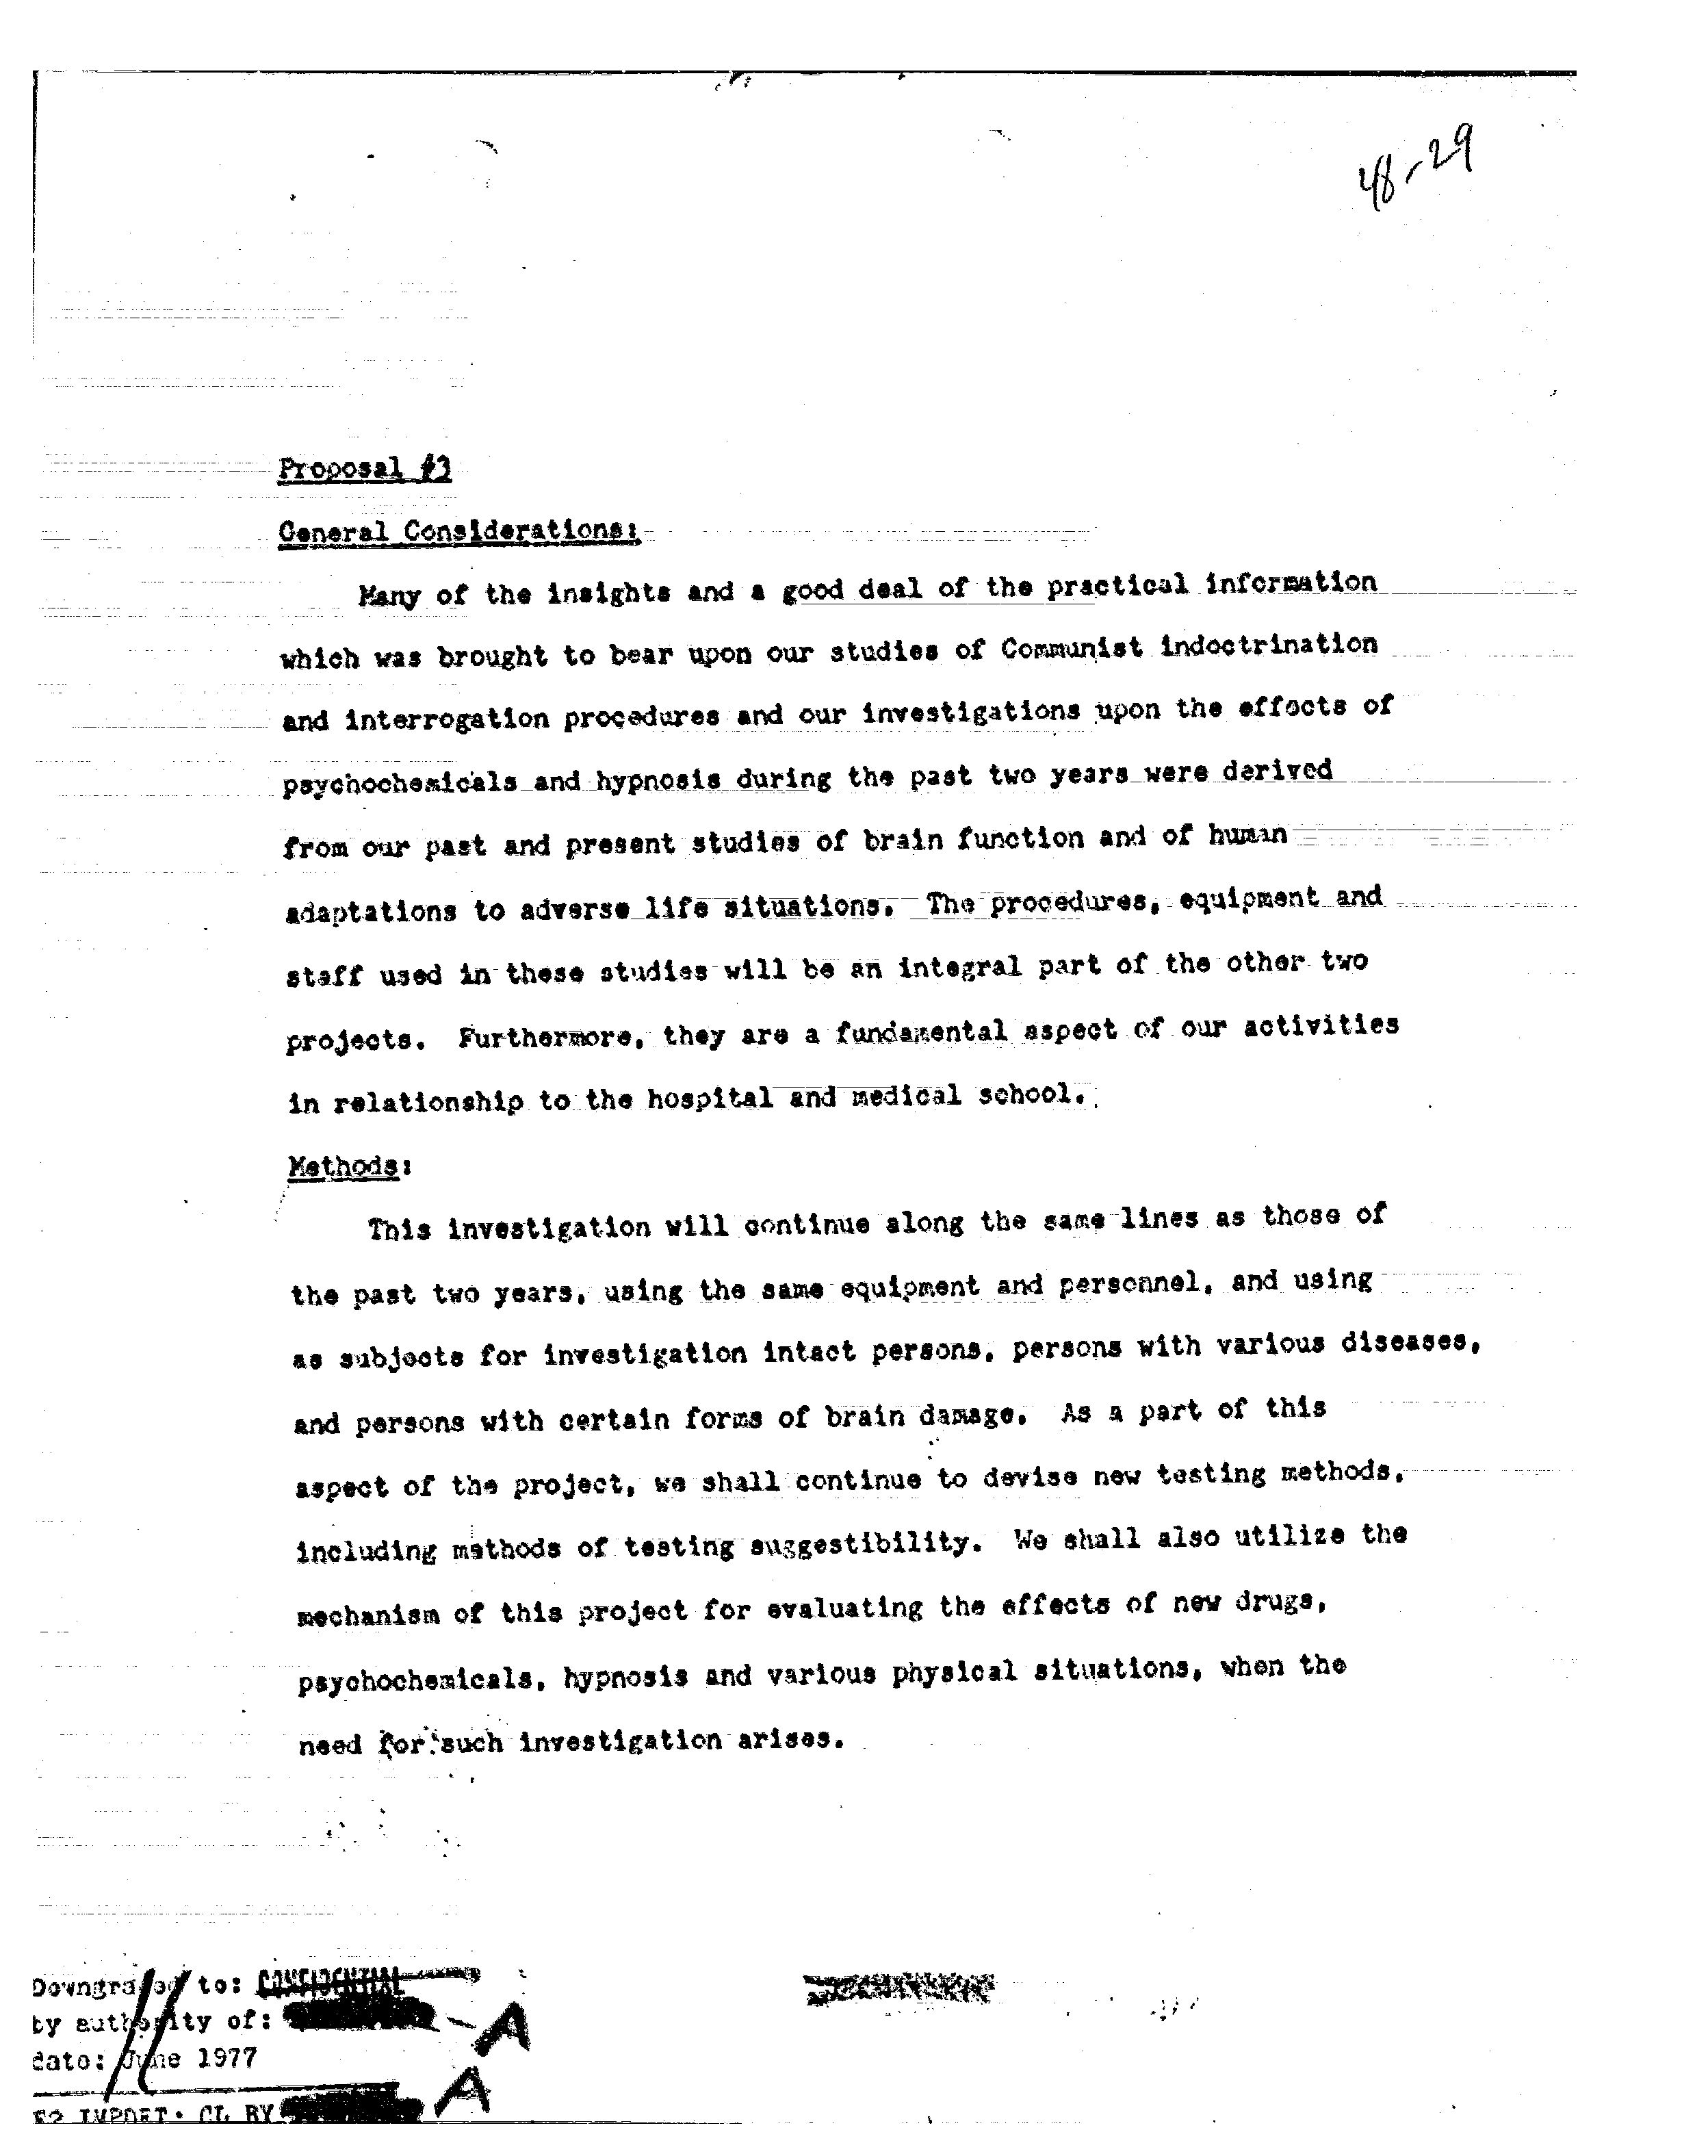 48-29
Proposal #3
General Considerations:
Many of the insights and a good deal of the practical information
which was brought to bear upon our studies of Communist indoctrination
and interrogation procedures and our investigations upon the effects of
psychochemicals and hypnosis during the past two years were derived
from our past and present studies of brain function and of human
adaptations to adverse life situations. The procedures, equipment and
staff used in these studies will be an integral part of the other two
projects. Furthermore, they are a fundamental aspect of our activities
in relationship to the hospital and medical school.
Methods:
This investigation will continue along the same lines as those of
the past two years, using the same equipment and personnel, and using
as subjects for investigation intact persons, persons with various diseases,
and persons with certain forms of brain damage. As a part of this
aspect of the project, we shall continue to devise new testing methods,
including methods of testing suggestibility. We shall also utilize the
mechanism of this project for evaluating the effects of new drugs,
psychochemicals, hypnosis and various physical situations, when the
need for such investigation arises.
Downgraded to: CONFIDENTIAL
by authority of:
A
date: June 1977
A
E2 IMPDET CL BY